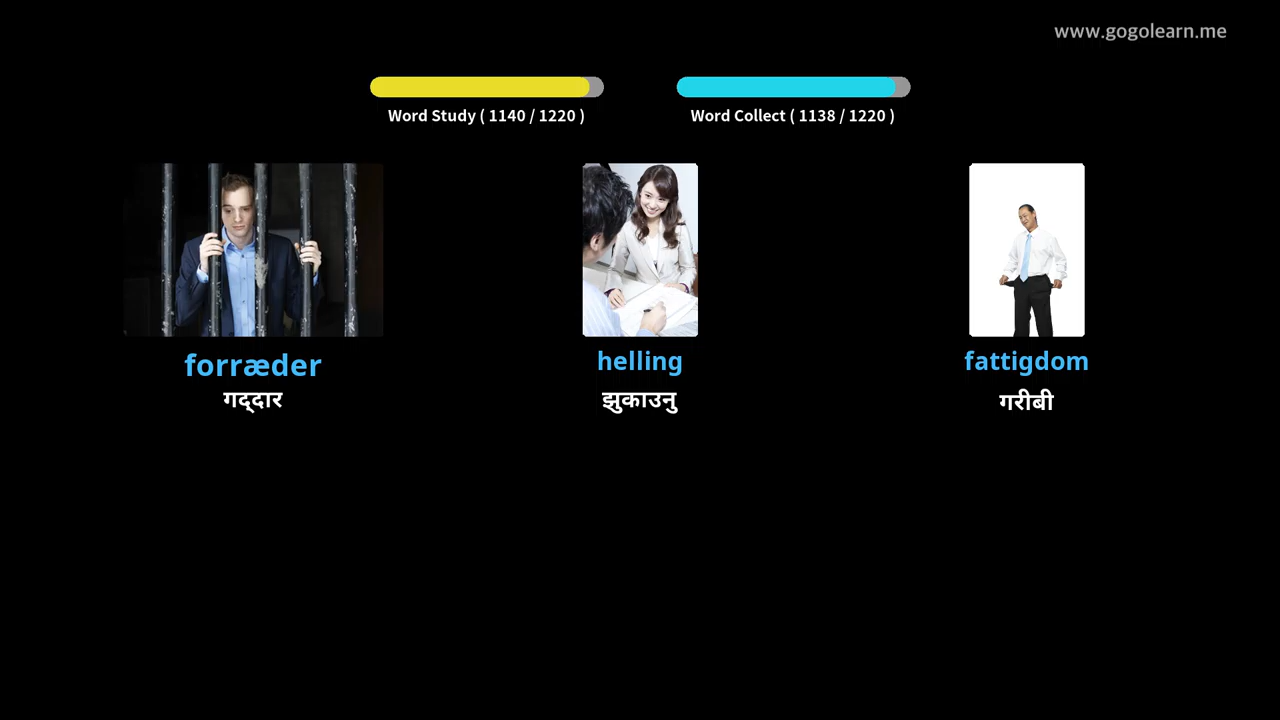 www.gogolearn.me
Word Study ( 1140 / 1220 )
Word Collect ( 1138 / 1220 )
forræder
helling
fattigdom
गद्दार
झुकाउनु
गरीबी